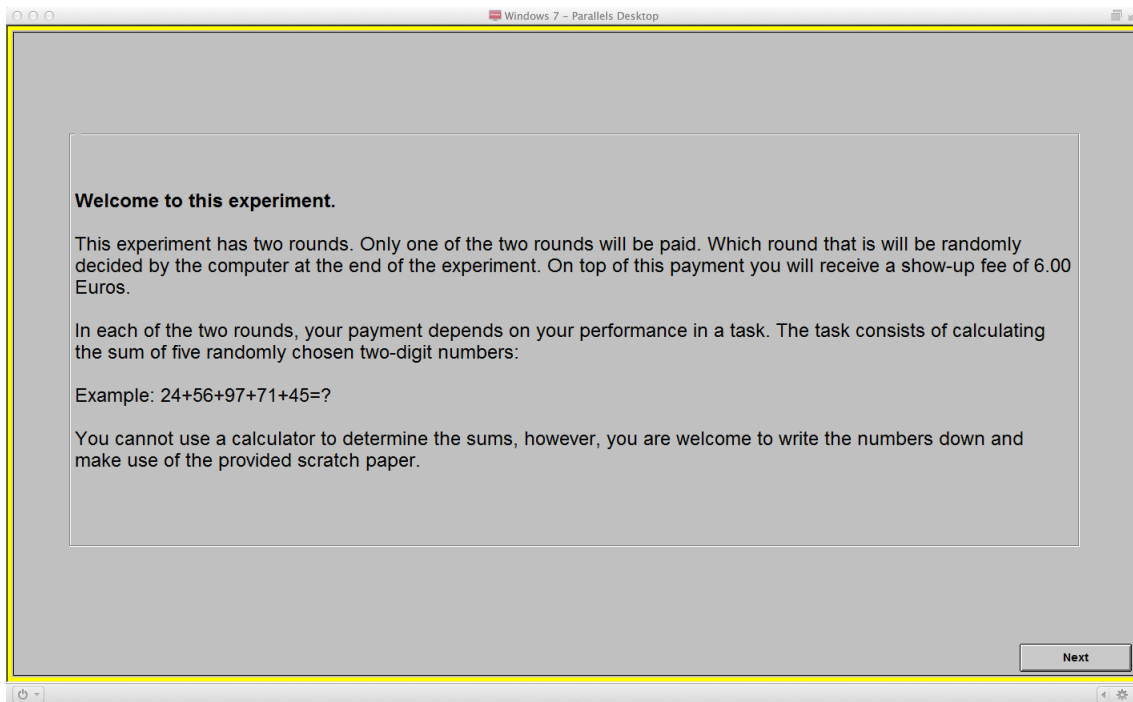 Windows 7 – Parallels Desktop
Welcome to this experiment.
This experiment has two rounds. Only one of the two rounds will be paid. Which round that is will be randomly
decided by the computer at the end of the experiment. On top of this payment you will receive a show-up fee of 6.00
Euros.
In each of the two rounds, your payment depends on your performance in a task. The task consists of calculating
the sum of five randomly chosen two-digit numbers:
Example: 24+56+97+71+45=?
You cannot use a calculator to determine the sums, however, you are welcome to write the numbers down and
make use of the provided scratch paper.
Next